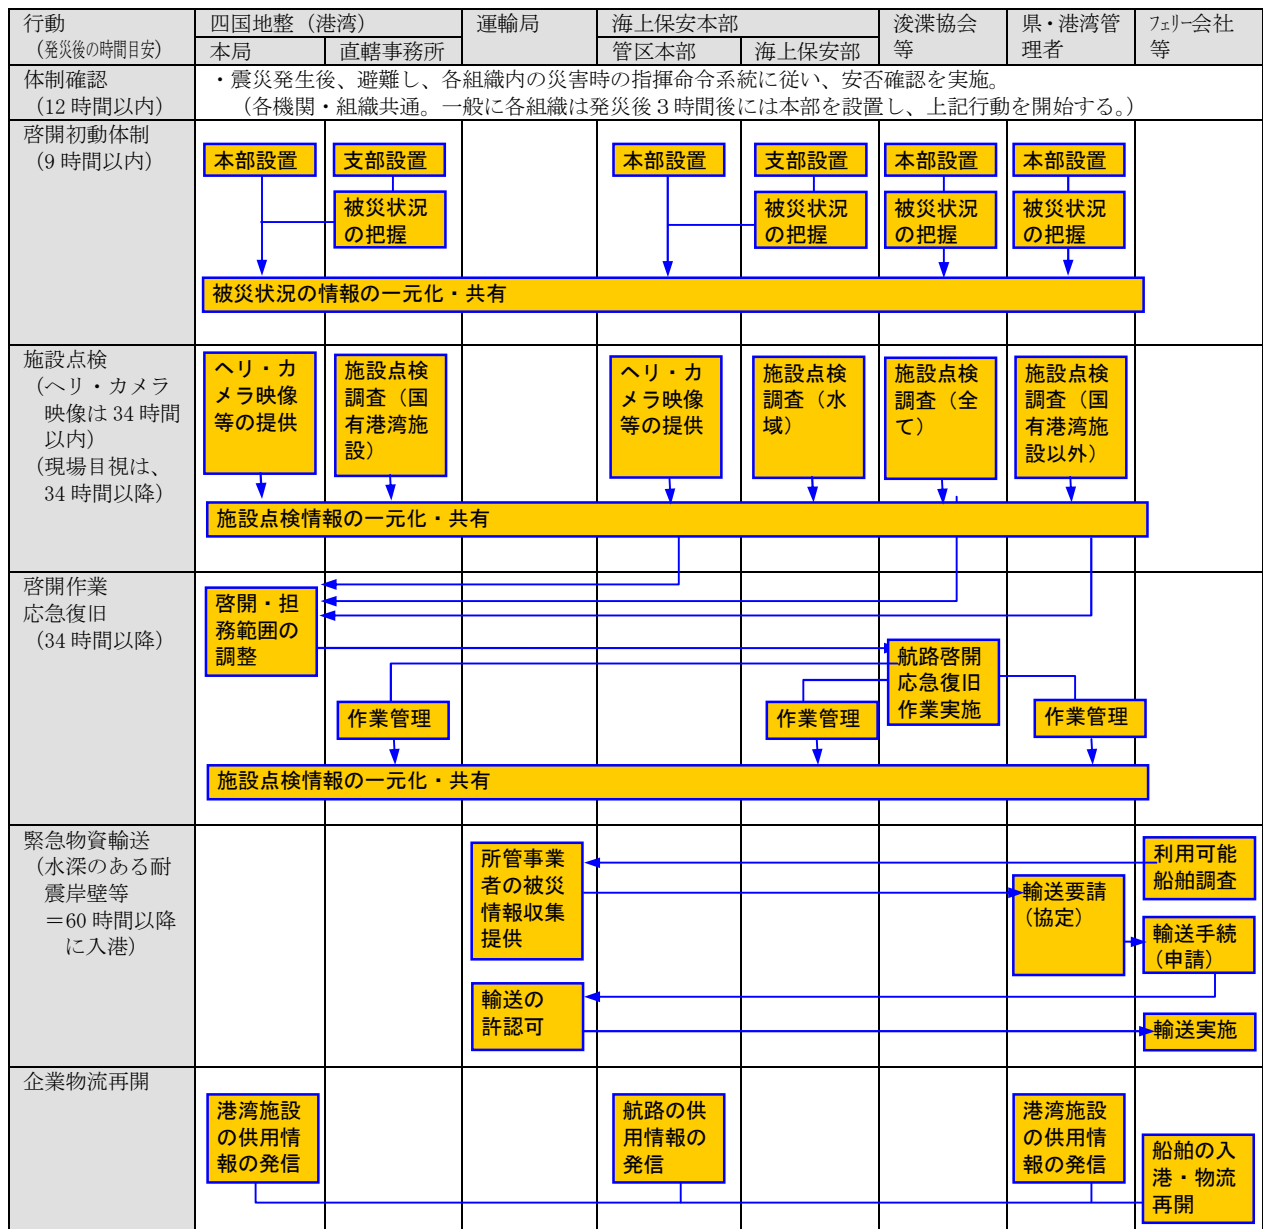 行動
（発災後の時間目安）
四国地整（港湾）
運輸局
海上保安本部
浚渫協会
等
県・港湾管
理者
ﾌｪﾘｰ会社
等
本局
直轄事務所
管区本部
海上保安部
体制確認
（12 時間以内）
・震災発生後、避難し、各組織内の災害時の指揮命令系統に従い、安否確認を実施。
（各機関・組織共通。一般に各組織は発災後３時間後には本部を設置し、上記行動を開始する。）
啓開初動体制
（9 時間以内）
本部設置
支部設置
本部設置
支部設置
本部設置
本部設置
被災状況
の把握
被災状況
の把握
被災状況
の把握
被災状況
の把握
被災状況の情報の一元化・共有
施設点検
（ヘリ・カメラ
映像は 34 時間
以内）
（現場目視は、
34 時間以降）
ヘリ・カ
メラ映像
等の提供
施設点検
調査（国
有港湾施
設）
ヘリ・カ
メラ映像
等の提供
施設点検
調査（水
域）
施設点検
調査（全
て）
施設点検
調査（国
有港湾施
設以外）
施設点検情報の一元化・共有
啓開作業
応急復旧
（34 時間以降）
啓開・担
務範囲の
調整
航路啓開
応急復旧
作業実施
作業管理
作業管理
作業管理
施設点検情報の一元化・共有
緊急物資輸送
（水深のある耐
震岸壁等
＝60 時間以降
に入港）
所管事業
者の被災
情報収集
提供
利用可能
船舶調査
輸送要請
（協定）
輸送手続
（申請）
輸送の
許認可
輸送実施
企業物流再開
港湾施設
の供用情
報の発信
航路の供
用情報の
発信
港湾施設
の供用情
報の発信
船舶の入
港・物流
再開